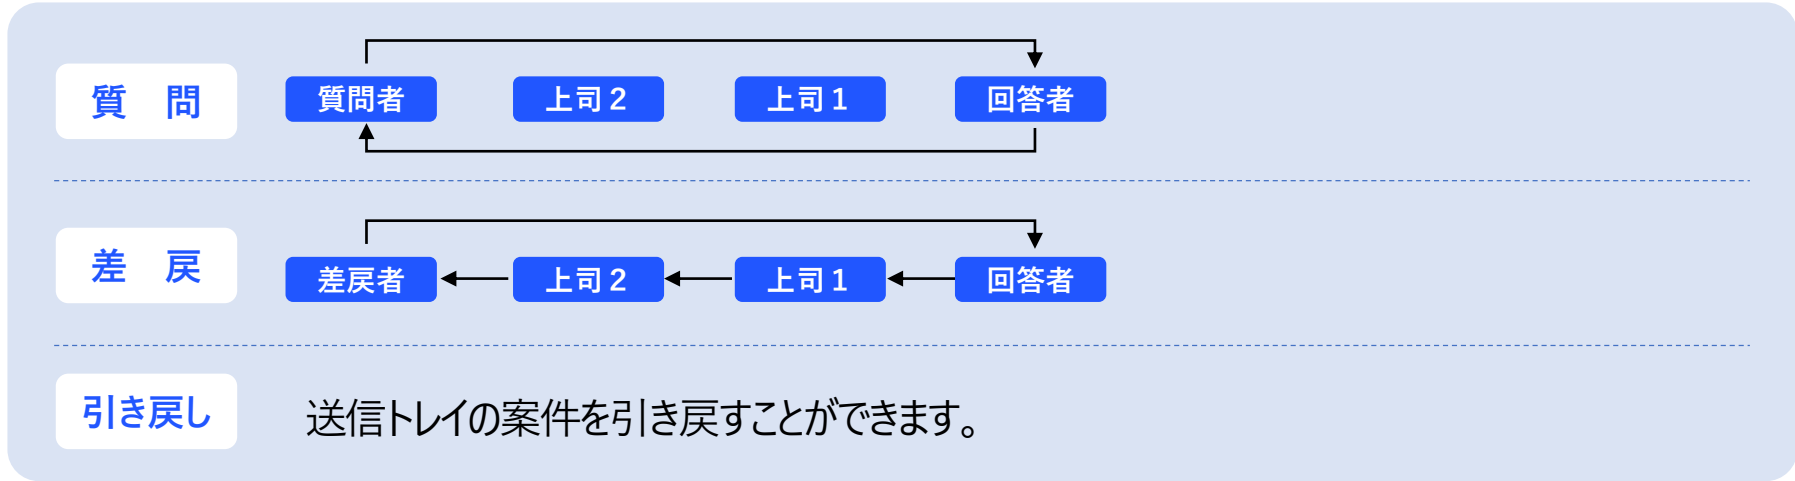 質　問
質問者 上司２ 上司１ 回答者
差　戻
差戻者 上司２ 上司１ 回答者
引き戻し
送信トレイの案件を引き戻すことができます。